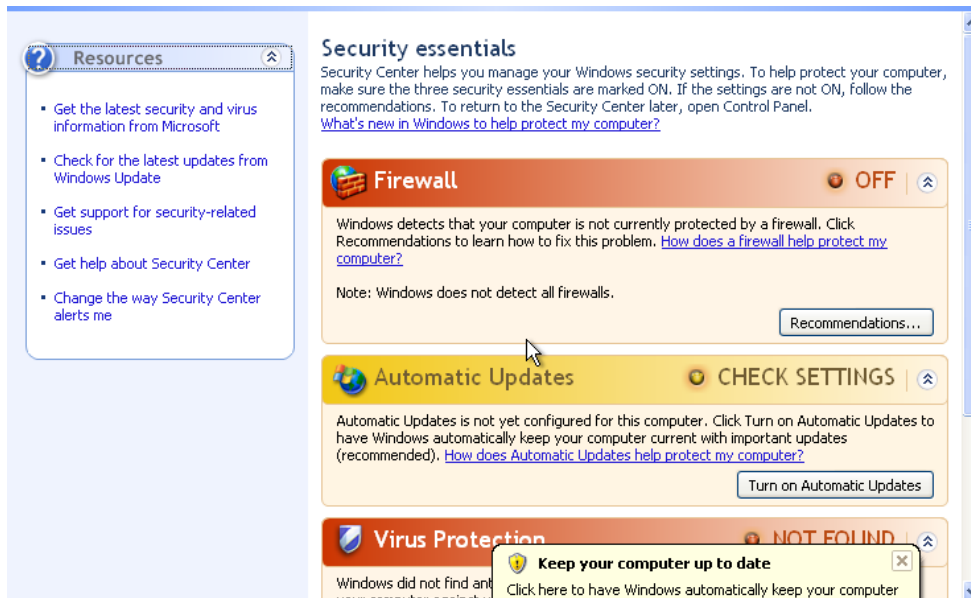 Resources
Get the latest security and virus
information from Microsoft
Check for the latest updates from
Windows Update
Get support for security-related
issues
Get help about Security Center
Change the way Security Center
alerts me
Security essentials
Security Center helps you manage your Windows security settings. To help protect your computer,
make sure the three security essentials are marked ON. If the settings are not ON, follow the
recommendations. To return to the Security Center later, open Control Panel.
What's new in Windows to help protect my computer?
Firewall OFF
Windows detects that your computer is not currently protected by a firewall. Click
Recommendations to learn how to fix this problem. How does a firewall help protect my
computer?
Note: Windows does not detect all firewalls.
Recommendations...
Automatic Updates CHECK SETTINGS
Automatic Updates is not yet configured for this computer. Click Turn on Automatic Updates to
have Windows automatically keep your computer current with important updates
(recommended). How does Automatic Updates help protect my computer?
Turn on Automatic Updates
Virus Protection NOT FOUND
Windows did not find ant
Keep your computer up to date
Click here to have Windows automatically keep your computer